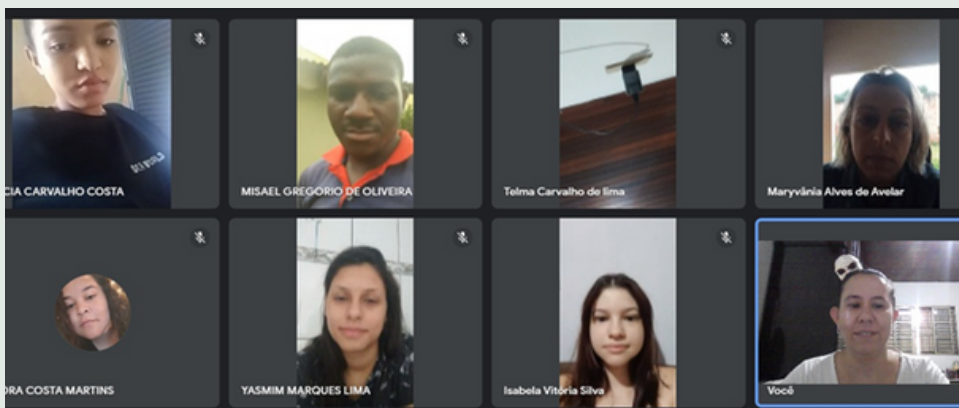 CIA CARVALHO COSTA
MISAEL GREGORIO DE OLIVEIRA
Telma Carvalho de lima
Maryvânia Alves de Avelar
DRA COSTA MARTINS
YASMIM MARQUES LIMA
Isabela Vitória Silva
Você